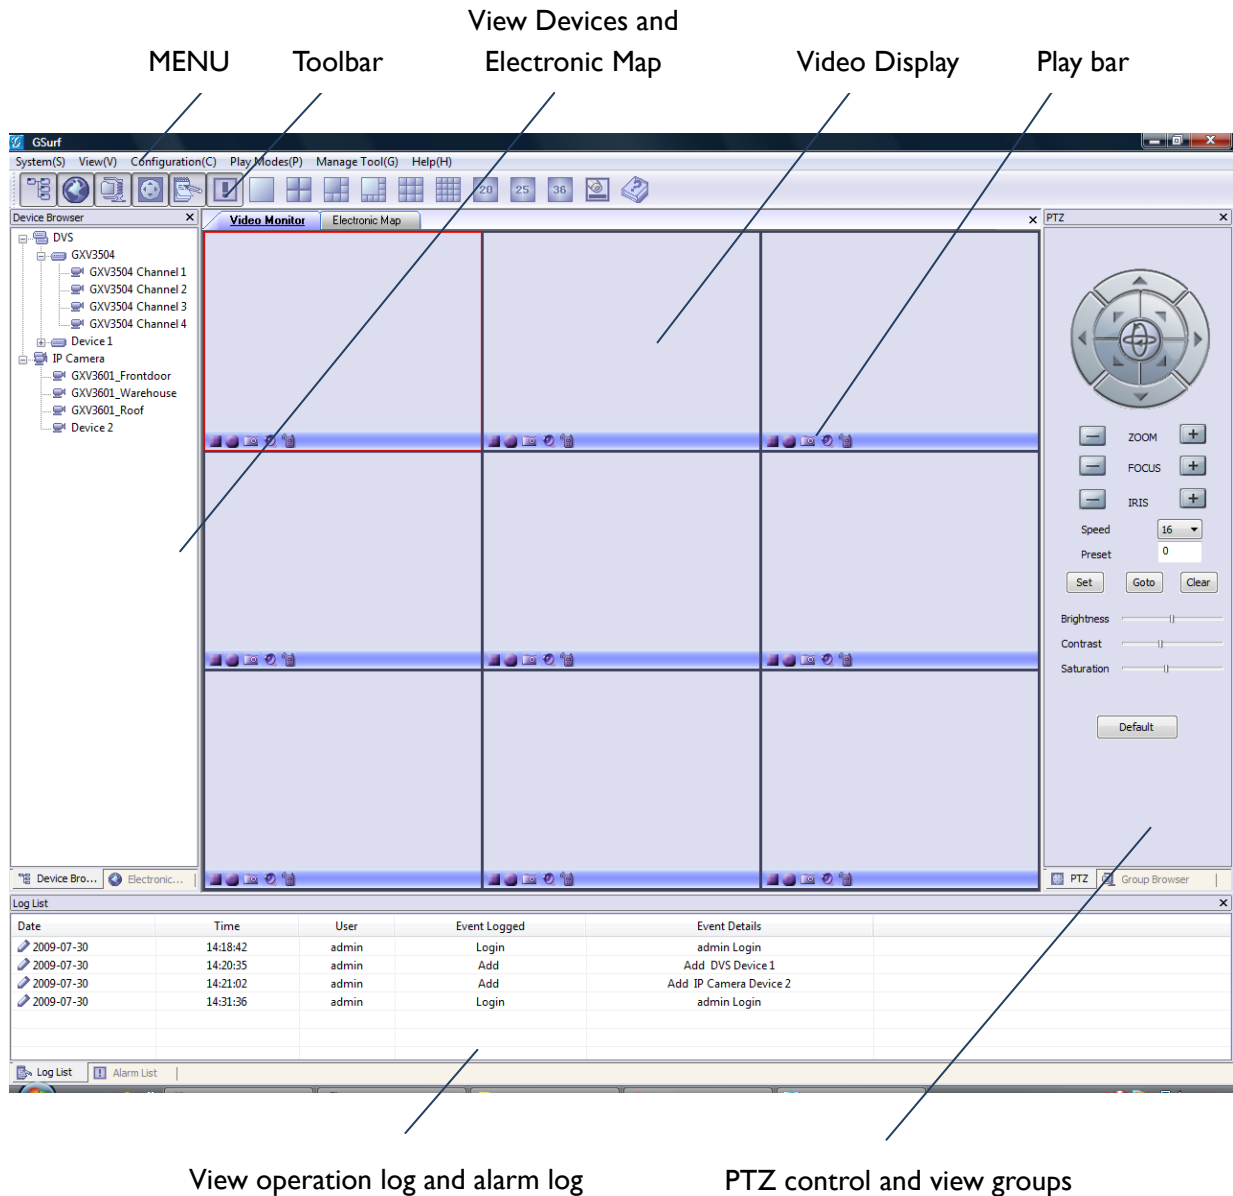 View Devices and
MENU Toolbar Electronic Map Video Display Play bar
GSurf
System(S) View(V) Configuration(C) Play Modes(P) Manage Tool(G) Help(H)
20 25 36
Device Browser
Video Monitor Electronic Map
PTZ
DVS
GXV3504
GXV3504 Channel 1
GXV3504 Channel 2
GXV3504 Channel 3
GXV3504 Channel 4
Device 1
IP Camera
GXV3601_Frontdoor
GXV3601_Warehouse
GXV3601_Roof
Device 2
ZOOM
FOCUS
IRIS
Speed 16
Preset 0
Set Goto Clear
Brightness
Contrast
Saturation
Default
Device Bro... Electronic...
PTZ Group Browser
Log List
Date Time User Event Logged Event Details
2009-07-30 14:18:42 admin Login admin Login
2009-07-30 14:20:35 admin Add Add DVS Device 1
2009-07-30 14:21:02 admin Add Add IP Camera Device 2
2009-07-30 14:31:36 admin Login admin Login
Log List Alarm List
View operation log and alarm log PTZ control and view groups